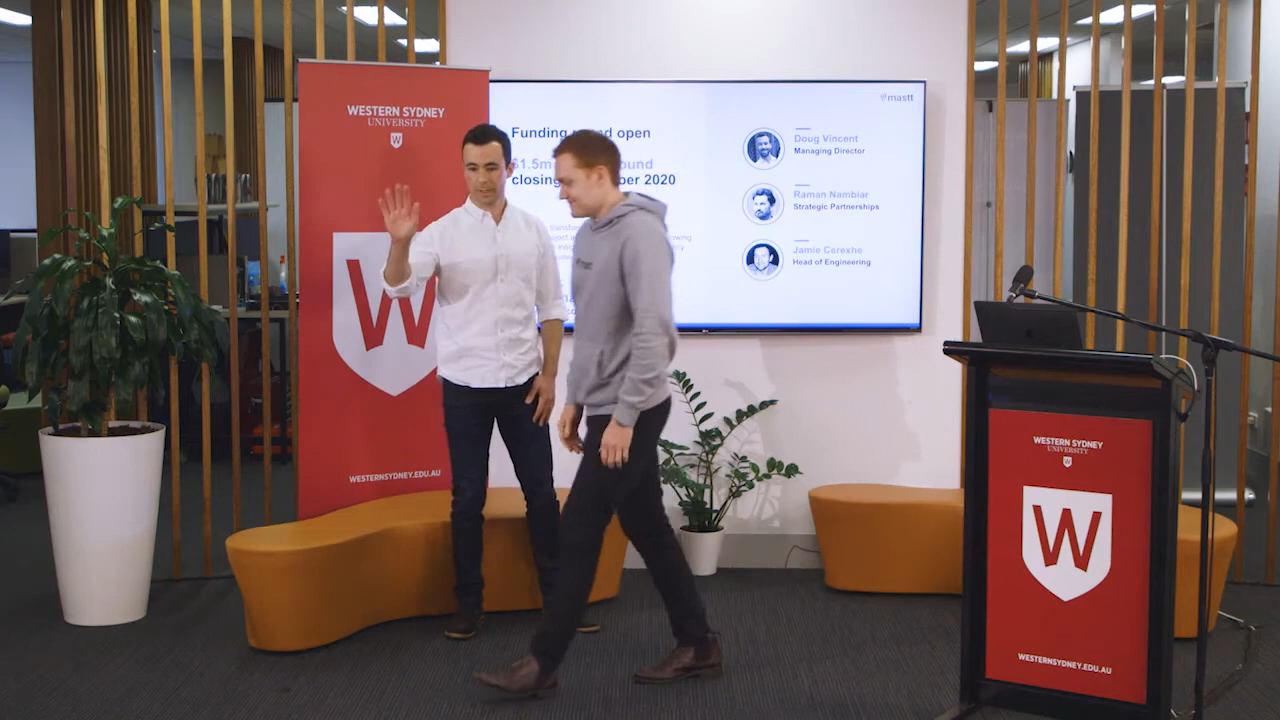 WESTERN SYDNEY
UNIVERSITY
W
W
WESTERNSYDNEY.EDU.AU
mastt
Funding open
closing 2020
Doug Vincent
Managing Director
Raman Nambiar
Strategic Partnerships
Jamie Cerexhe
Head of Engineering
WESTERN SYDNEY
UNIVERSITY
W
W
WESTERNSYDNEY.EDU.AU